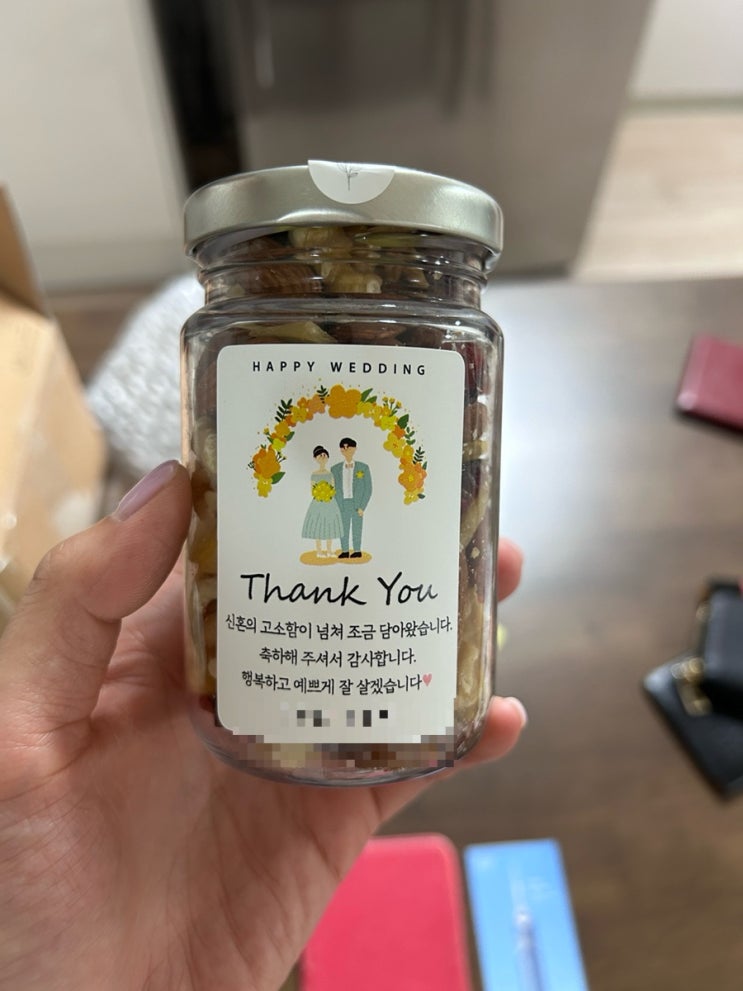 HAPPY WEDDING
Thank You
신혼의 고소함이 넘쳐 조금 담아왔습니다.
축하해 주셔서 감사합니다.
행복하고 예쁘게 잘 살겠습니다